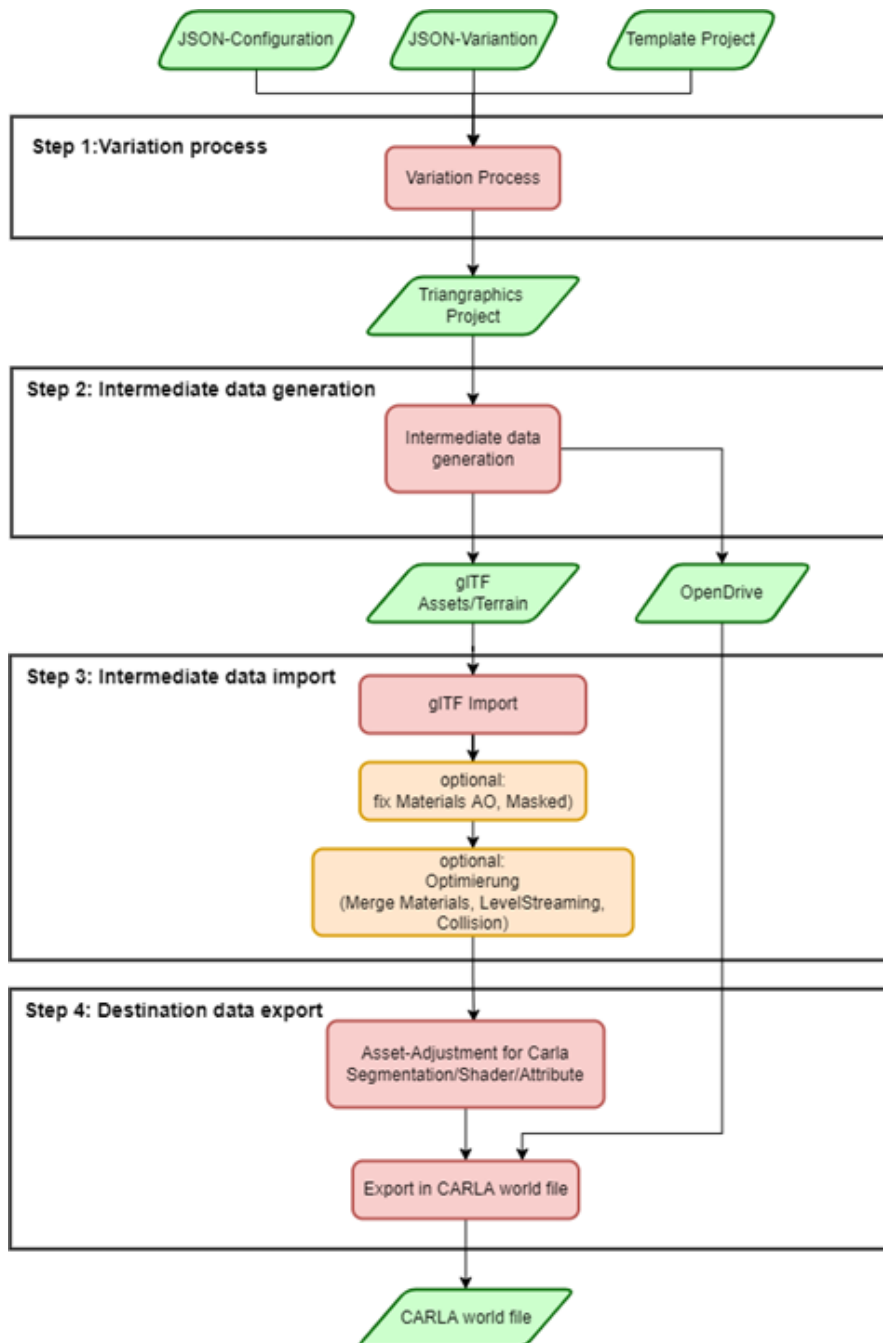 JSON-Configuration
JSON-Variantion
Template Project
Step 1:Variation process
Variation Process
Triangraphics
Project
Step 2: Intermediate data generation
Intermediate data
generation
glTF
Assets/Terrain
OpenDrive
Step 3: Intermediate data import
glTF Import
optional:
fix Materials AO, Masked)
optional:
Optimierung
(Merge Materials, LevelStreaming,
Collision)
Step 4: Destination data export
Asset-Adjustment for Carla
Segmentation/Shader/Attribute
Export in CARLA world file
CARLA world file